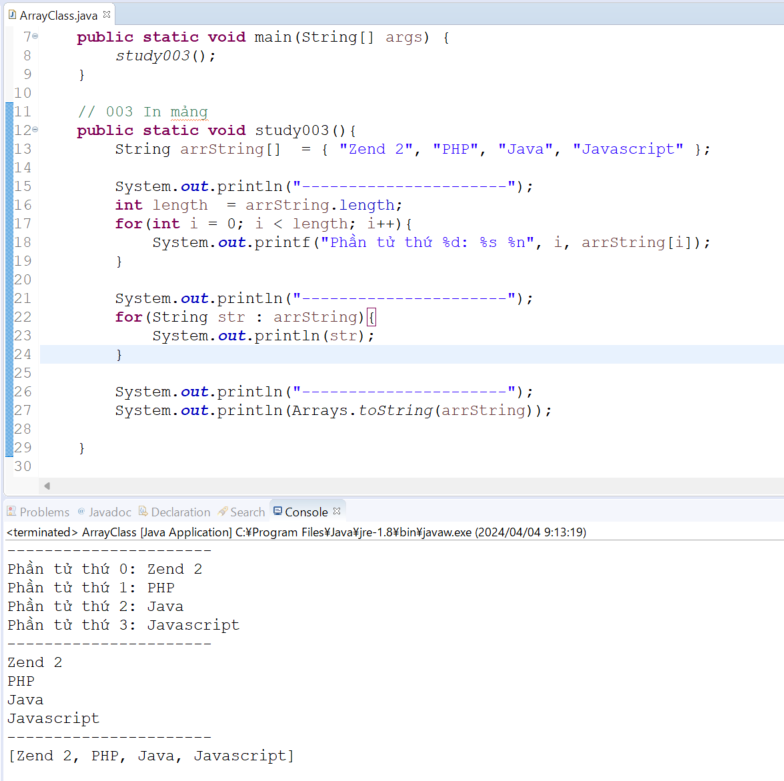 ArrayClass.java
7 public static void main(String[] args) {
8 study003();
9 }
10
11 // 003 In mảng
12 public static void study003(){
13 String arrString[]  = { "Zend 2", "PHP", "Java", "Javascript" };
14
15 System.out.println("----------------------");
16 int length  = arrString.length;
17 for(int i = 0; i < length; i++){
18 System.out.printf("Phần tử thứ %d: %s %n", i, arrString[i]);
19 }
20
21 System.out.println("----------------------");
22 for(String str : arrString){
23 System.out.println(str);
24 }
25
26 System.out.println("----------------------");
27 System.out.println(Arrays.toString(arrString));
28
29 }
30
Problems Javadoc Declaration Search Console
<terminated> ArrayClass [Java Application] C:¥Program Files¥Java¥jre-1.8¥bin¥javaw.exe (2024/04/04 9:13:19)
----------------------
Phần tử thứ 0: Zend 2
Phần tử thứ 1: PHP
Phần tử thứ 2: Java
Phần tử thứ 3: Javascript
----------------------
Zend 2
PHP
Java
Javascript
----------------------
[Zend 2, PHP, Java, Javascript]